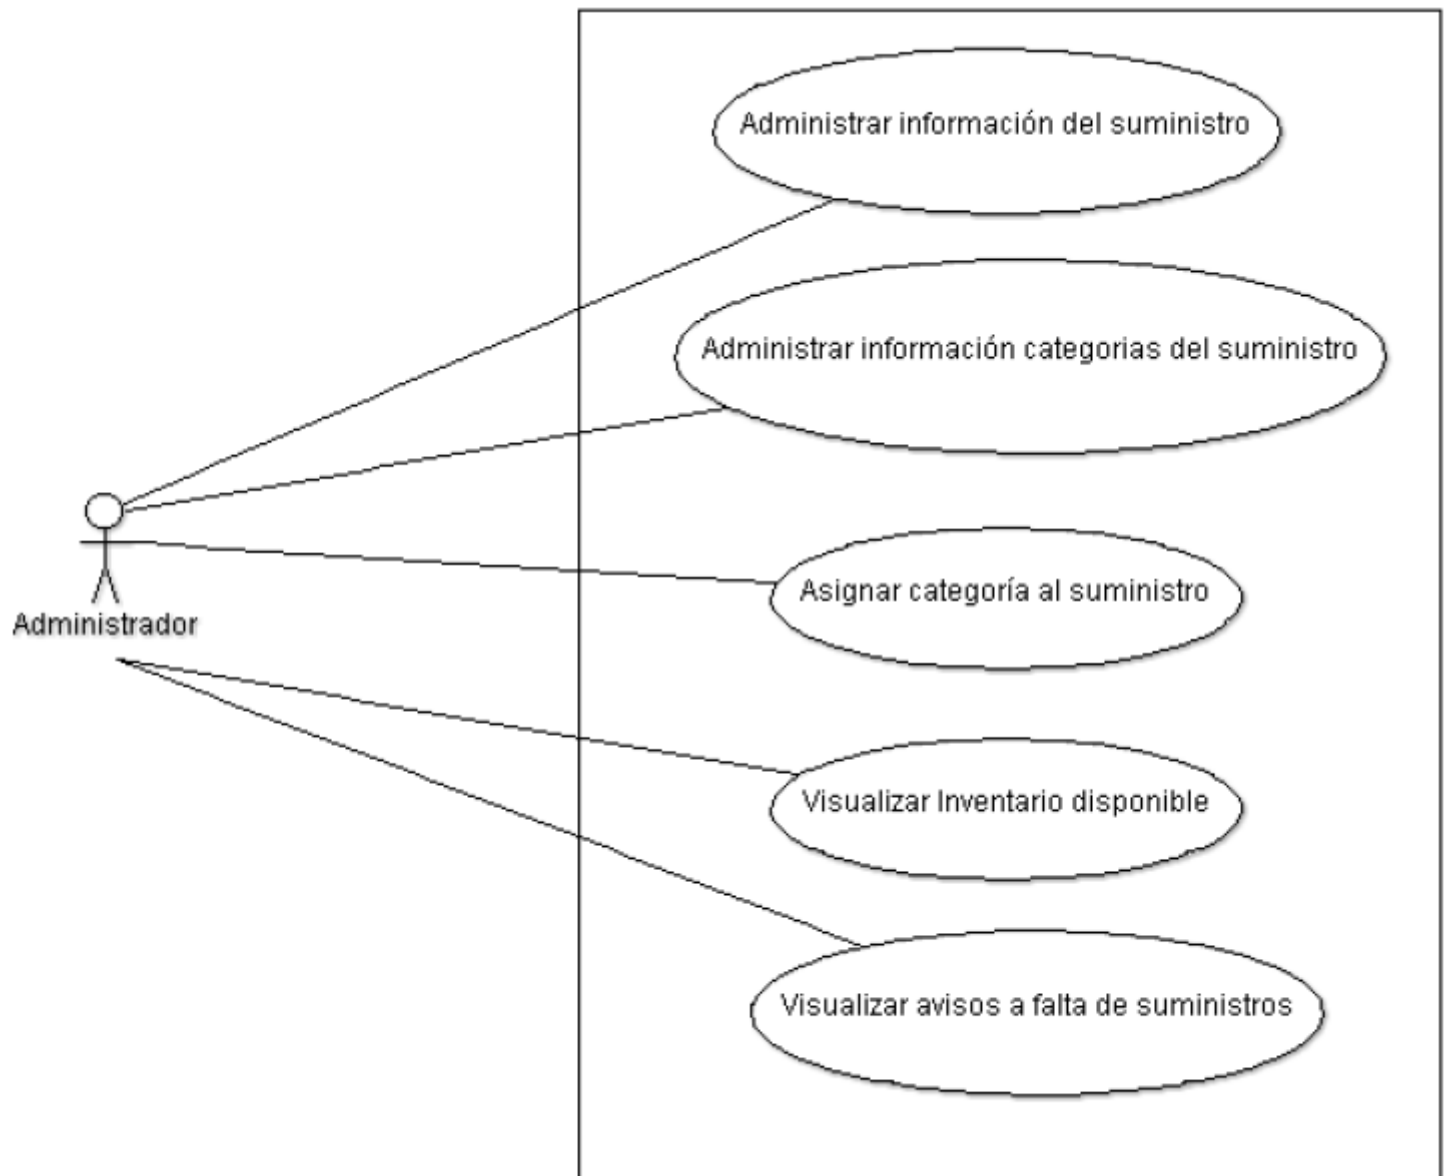 Administrar información del suministro
Administrar información categorias del suministro
Administrador
Asignar categoría al suministro
Visualizar Inventario disponible
Visualizar avisos a falta de suministros